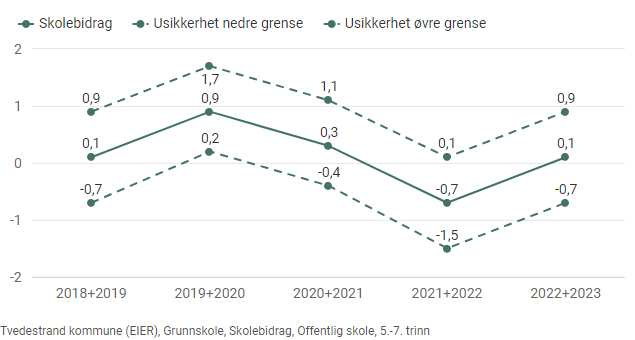 Skolebidrag Usikkerhet nedre grense Usikkerhet øvre grense
2
1,7
1,1
0,9 0,9 0,9
1
0,3
0,1 0,2 0,1 0,1
0
-0,4
-0,7 -0,7 -0,7
-1
-1,5
-2
2018+2019 2019+2020 2020+2021 2021+2022 2022+2023
Tvedestrand kommune (EIER), Grunnskole, Skolebidrag, Offentlig skole, 5.-7. trinn